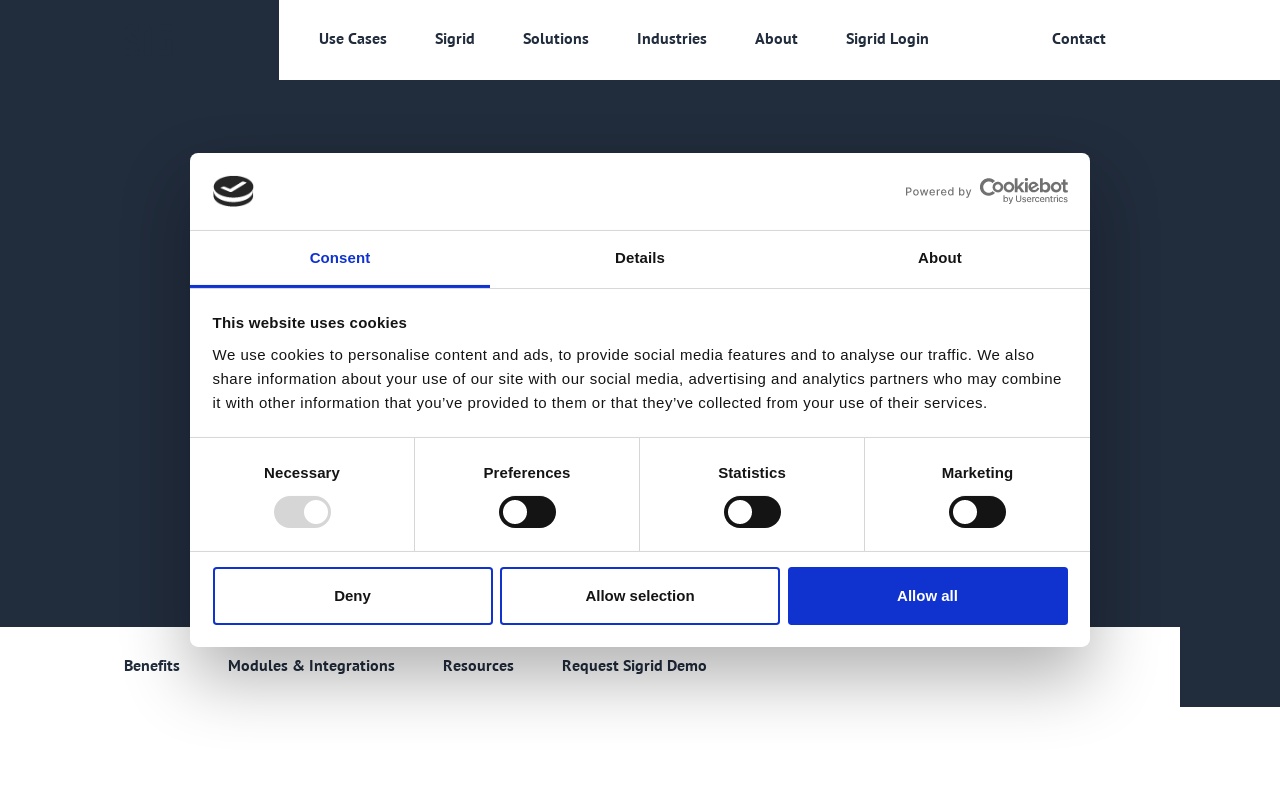 Use Cases
Sigrid
Solutions
Industries
About
Sigrid Login
Contact
Powered by Cookiebot
by Usercentrics
Consent
Details
About
This website uses cookies
We use cookies to personalise content and ads, to provide social media features and to analyse our traffic. We also
share information about your use of our site with our social media, advertising and analytics partners who may combine
it with other information that you’ve provided to them or that they’ve collected from your use of their services.
Necessary
Preferences
Statistics
Marketing
Deny
Allow selection
Allow all
Benefits
Modules & Integrations
Resources
Request Sigrid Demo